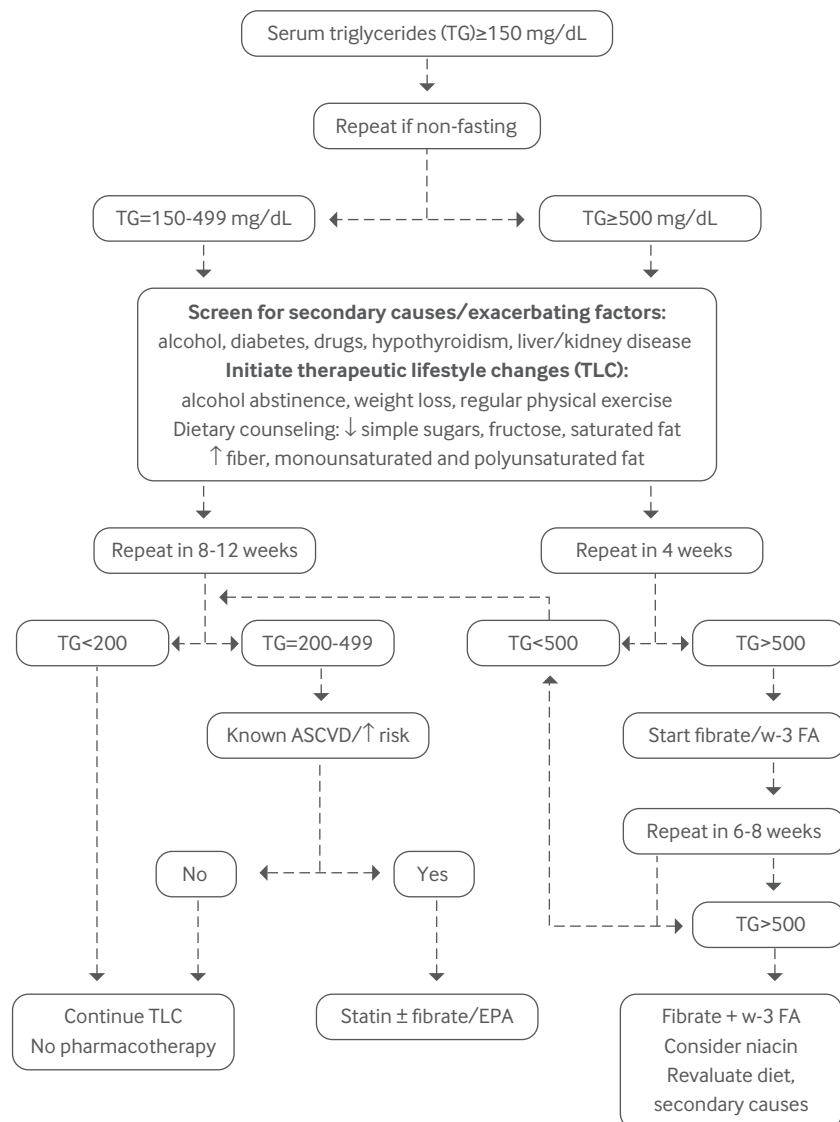 Serum triglycerides (TG)≥150 mg/dL
Repeat if non-fasting
TG=150-499 mg/dL
TG≥500 mg/dL
Screen for secondary causes/exacerbating factors:
alcohol, diabetes, drugs, hypothyroidism, liver/kidney disease
Initiate therapeutic lifestyle changes (TLC):
alcohol abstinence, weight loss, regular physical exercise
Dietary counseling: ↓ simple sugars, fructose, saturated fat
↑ fiber, monounsaturated and polyunsaturated fat
Repeat in 8-12 weeks
Repeat in 4 weeks
TG<200
TG=200-499
TG<500
TG>500
Known ASCVD/↑ risk
Start fibrate/w-3 FA
Repeat in 6-8 weeks
No
Yes
TG>500
Continue TLC
No pharmacotherapy
Statin ± fibrate/EPA
Fibrate + w-3 FA
Consider niacin
Revaluate diet,
secondary causes